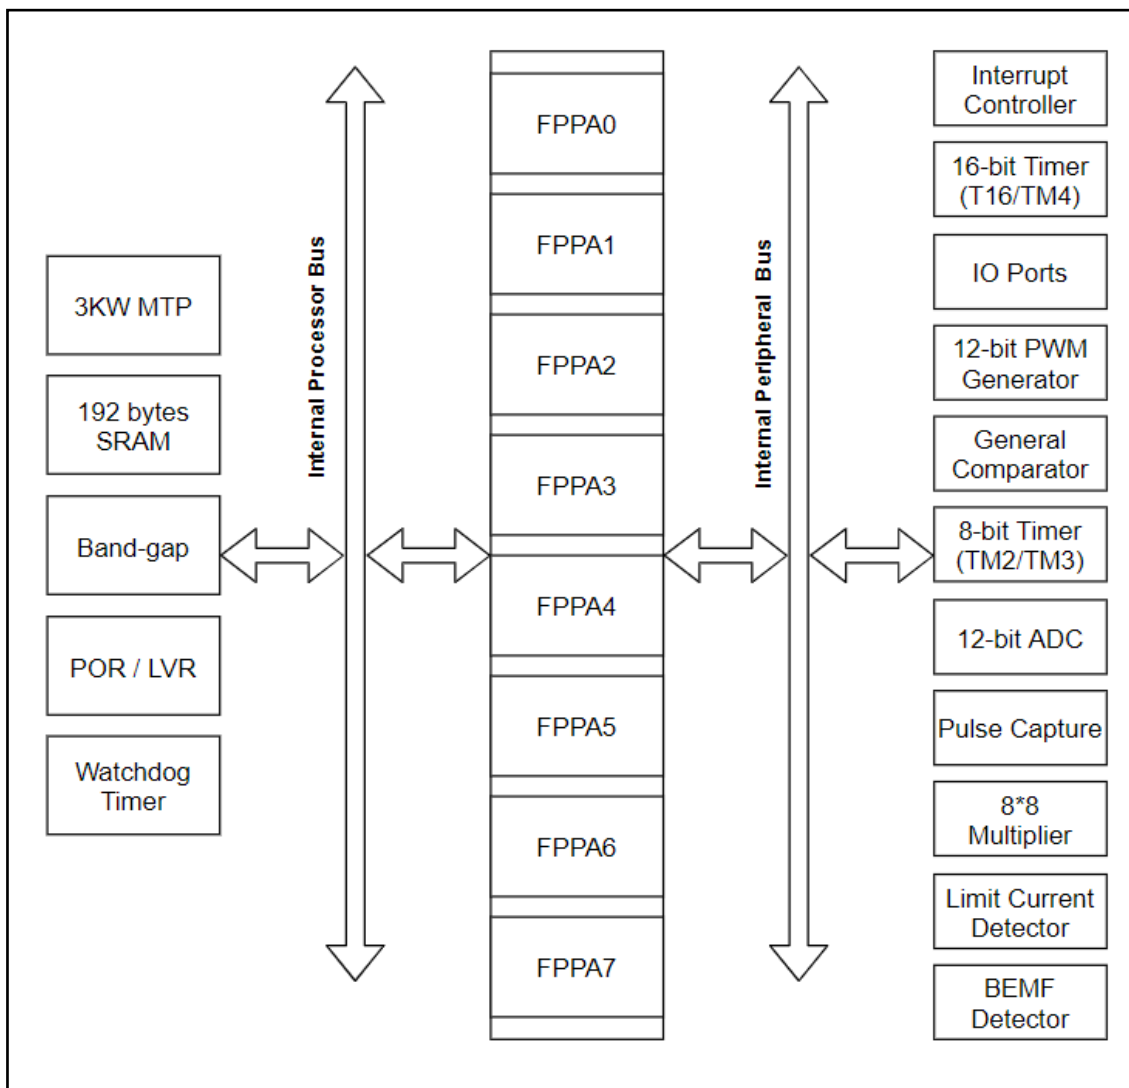 3KW MTP
192 bytes
SRAM
Band-gap
POR / LVR
Watchdog
Timer
Internal Processor Bus
FPPA0
FPPA1
FPPA2
FPPA3
FPPA4
FPPA5
FPPA6
FPPA7
Internal Peripheral Bus
Interrupt
Controller
16-bit Timer
(T16/TM4)
IO Ports
12-bit PWM
Generator
General
Comparator
8-bit Timer
(TM2/TM3)
12-bit ADC
Pulse Capture
8*8
Multiplier
Limit Current
Detector
BEMF
Detector